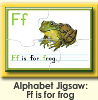 Ff
Ff is for frog.
Alphabet Jigsaw:
Ff is for frog